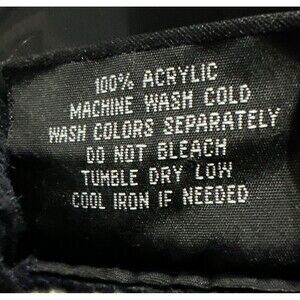 100% ACRYLIC
MACHINE WASH COLD
WASH COLORS SEPARATELY
DO NOT BLEACH
TUMBLE DRY LOW
COOL IRON IF NEEDED